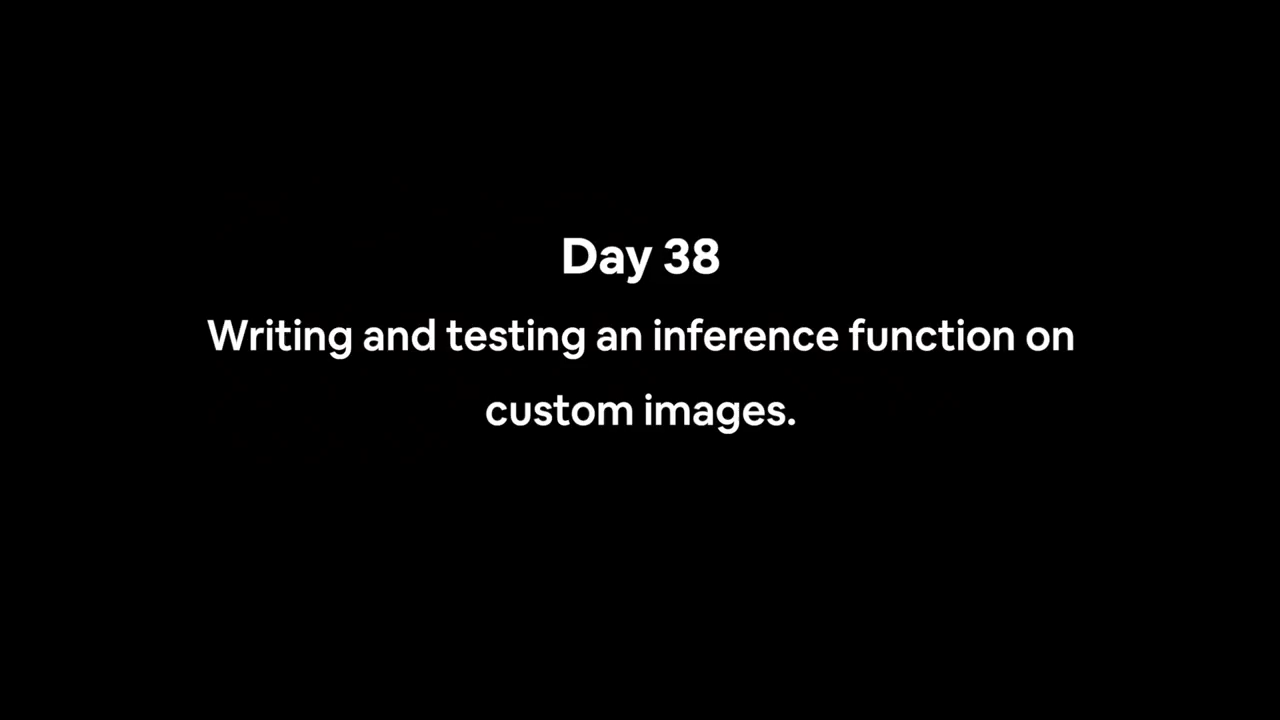 Day 38
Writing and testing an inference function on
custom images.